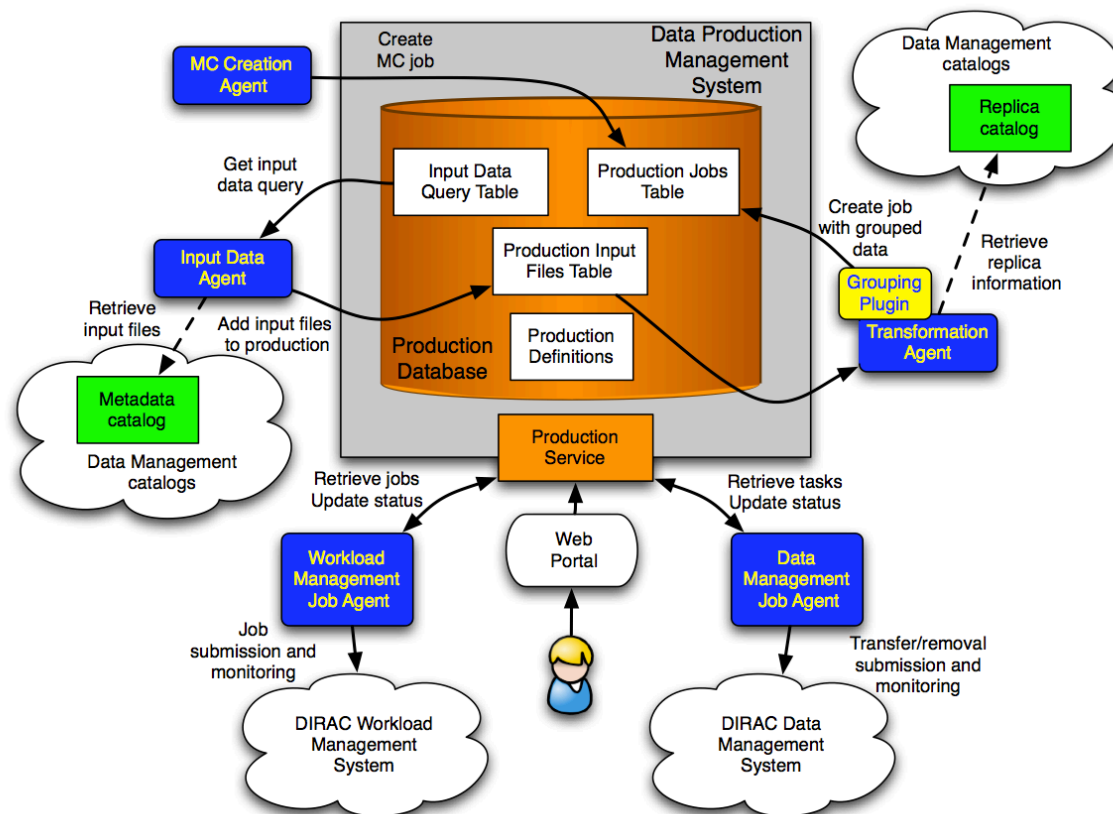 Create
MC job
Data Production
Management
System
MC Creation
Agent
Data Management
catalogs
Replica
catalog
Get input
data query
Input Data
Query Table
Production Jobs
Table
Create job
with grouped
data
Retrieve
replica
information
Input Data
Agent
Production Input
Files Table
Grouping
Plugin
Transformation
Agent
Retrieve
input files
Add input files
to production
Production
Database
Production
Definitions
Metadata
catalog
Data Management
catalogs
Production
Service
Retrieve jobs
Update status
Retrieve tasks
Update status
Web
Portal
Workload
Management
Job Agent
Data
Management
Job Agent
Job
submission and
monitoring
Transfer/removal
submission and
monitoring
DIRAC Workload
Management
System
DIRAC Data
Management
System